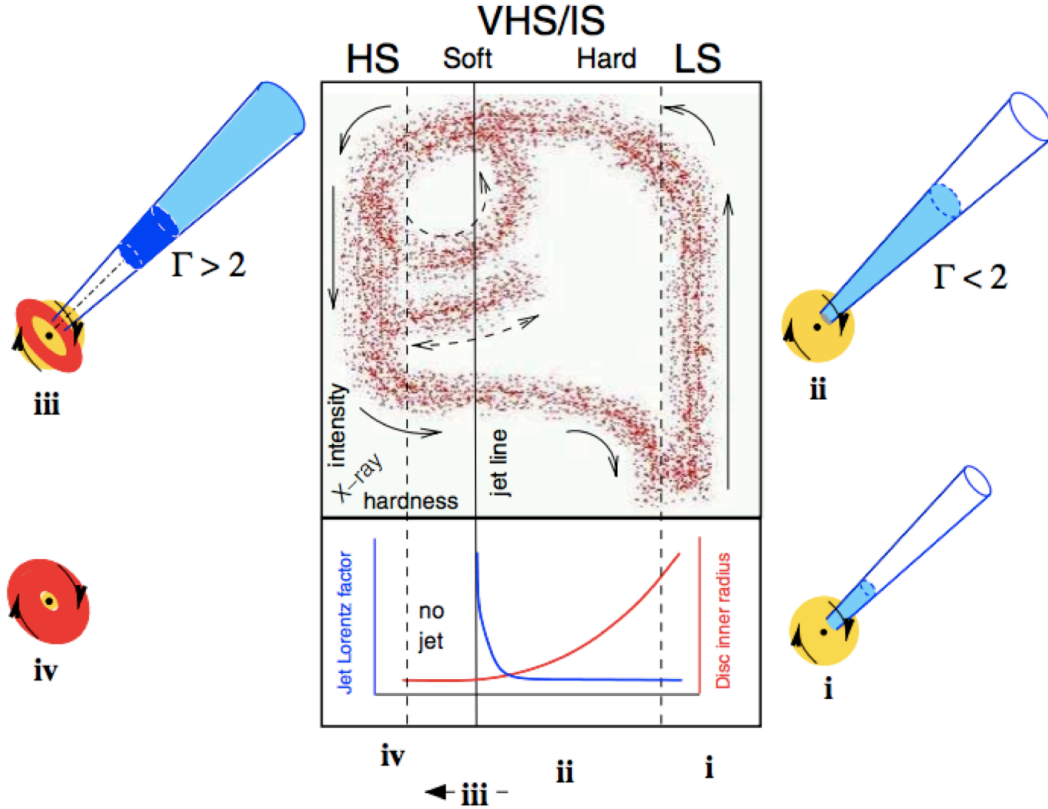 VHS/IS
HS Soft Hard LS
Γ > 2
Γ < 2
iii
ii
intensity
X-ray
hardness
jet line
Jet Lorentz factor
no
jet
Disc inner radius
iv
i
iv
ii
i
iii